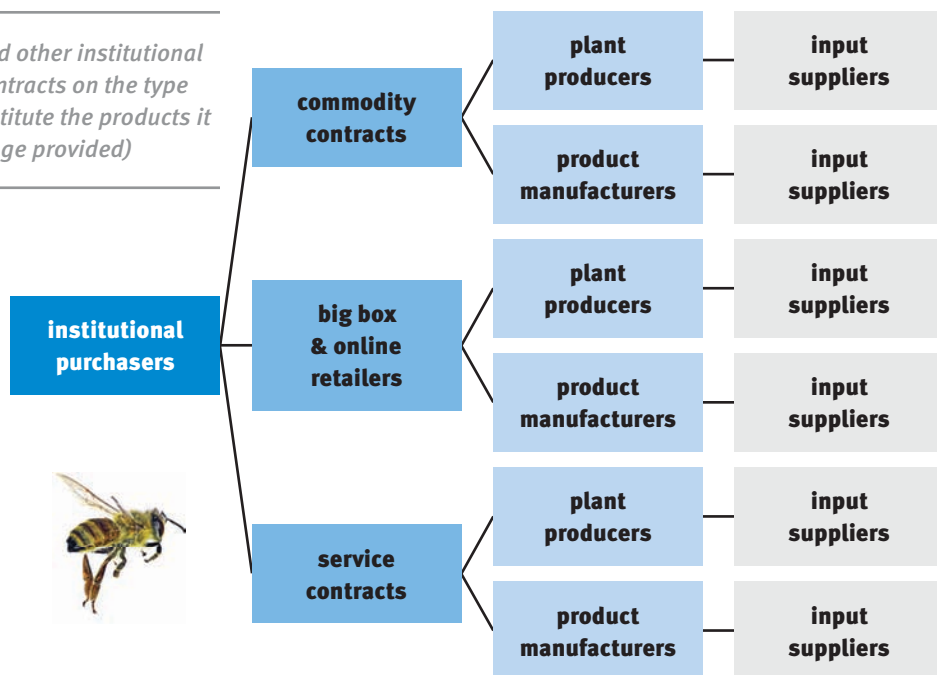 d other institutional
ntracts on the type
titute the products it
ge provided)
institutional
purchasers
commodity
contracts
big box
& online
retailers
service
contracts
plant
producers
product
manufacturers
plant
producers
product
manufacturers
plant
producers
product
manufacturers
input
suppliers
input
suppliers
input
suppliers
input
suppliers
input
suppliers
input
suppliers